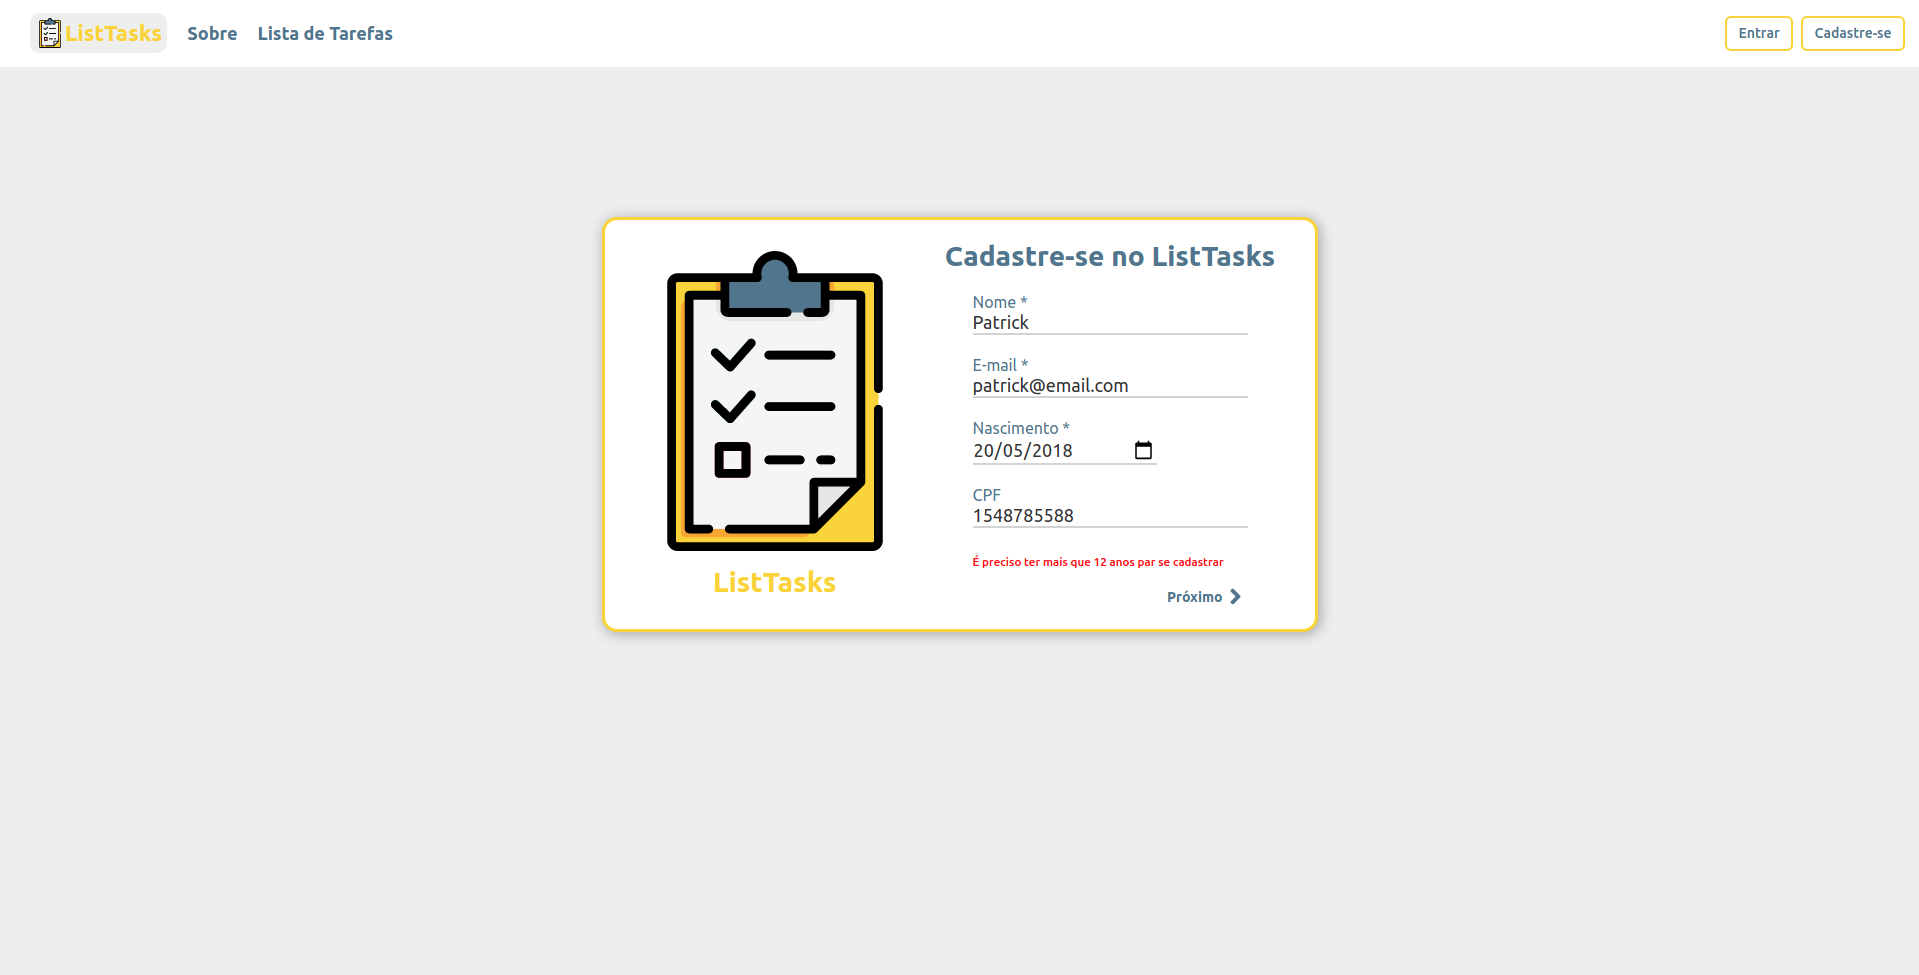 ListTasks Sobre Lista de Tarefas Entrar Cadastre-se
Cadastre-se no ListTasks
Nome *
Patrick
E-mail *
patrick@email.com
Nascimento *
20/05/2018
CPF
1548785588
É preciso ter mais que 12 anos par se cadastrar
Próximo
ListTasks